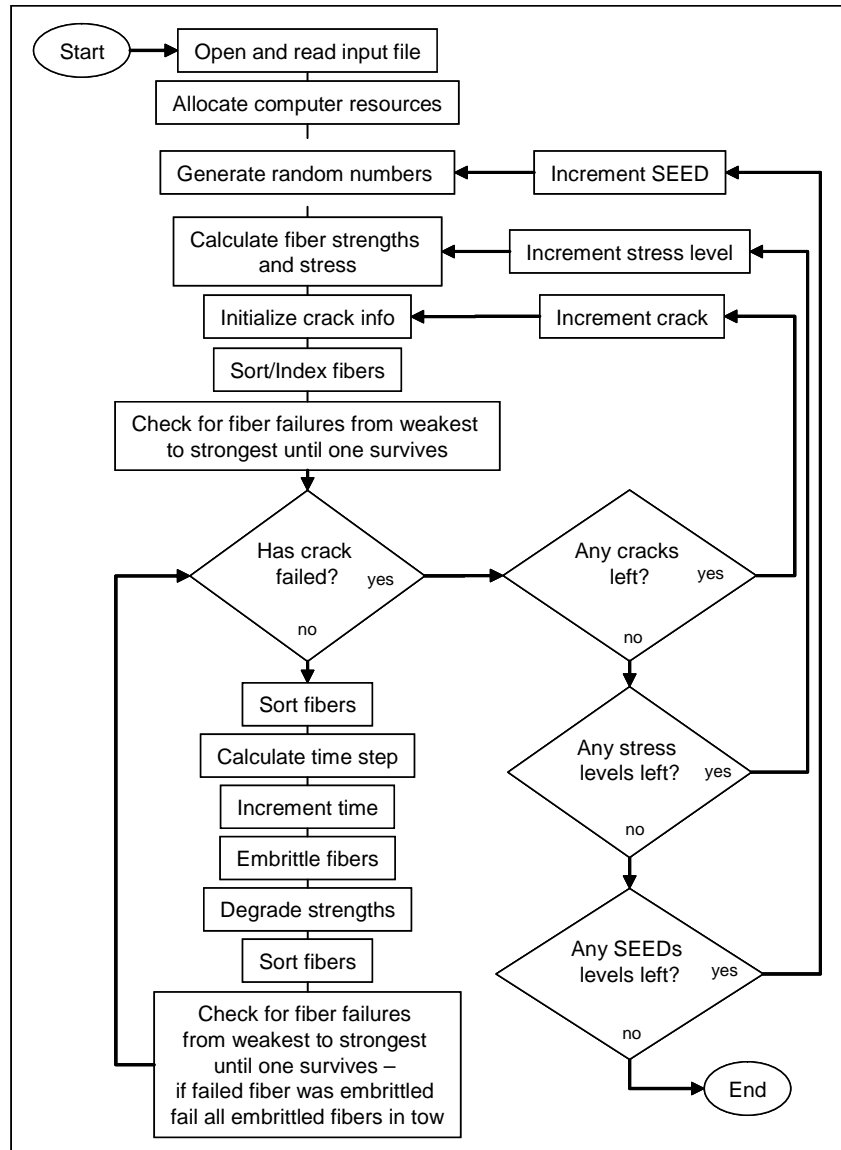 Start
Open and read input file
Allocate computer resources
Generate random numbers
Increment SEED
Calculate fiber strengths
and stress
Increment stress level
Initialize crack info
Increment crack
Sort/Index fibers
Check for fiber failures from weakest
to strongest until one survives
Has crack
failed?
yes
no
Any cracks
left?
yes
no
Sort fibers
Calculate time step
Increment time
Embrittle fibers
Degrade strengths
Sort fibers
Check for fiber failures
from weakest to strongest
until one survives –
if failed fiber was embrittled
fail all embrittled fibers in tow
Any stress
levels left?
yes
no
Any SEEDs
levels left?
yes
no
End